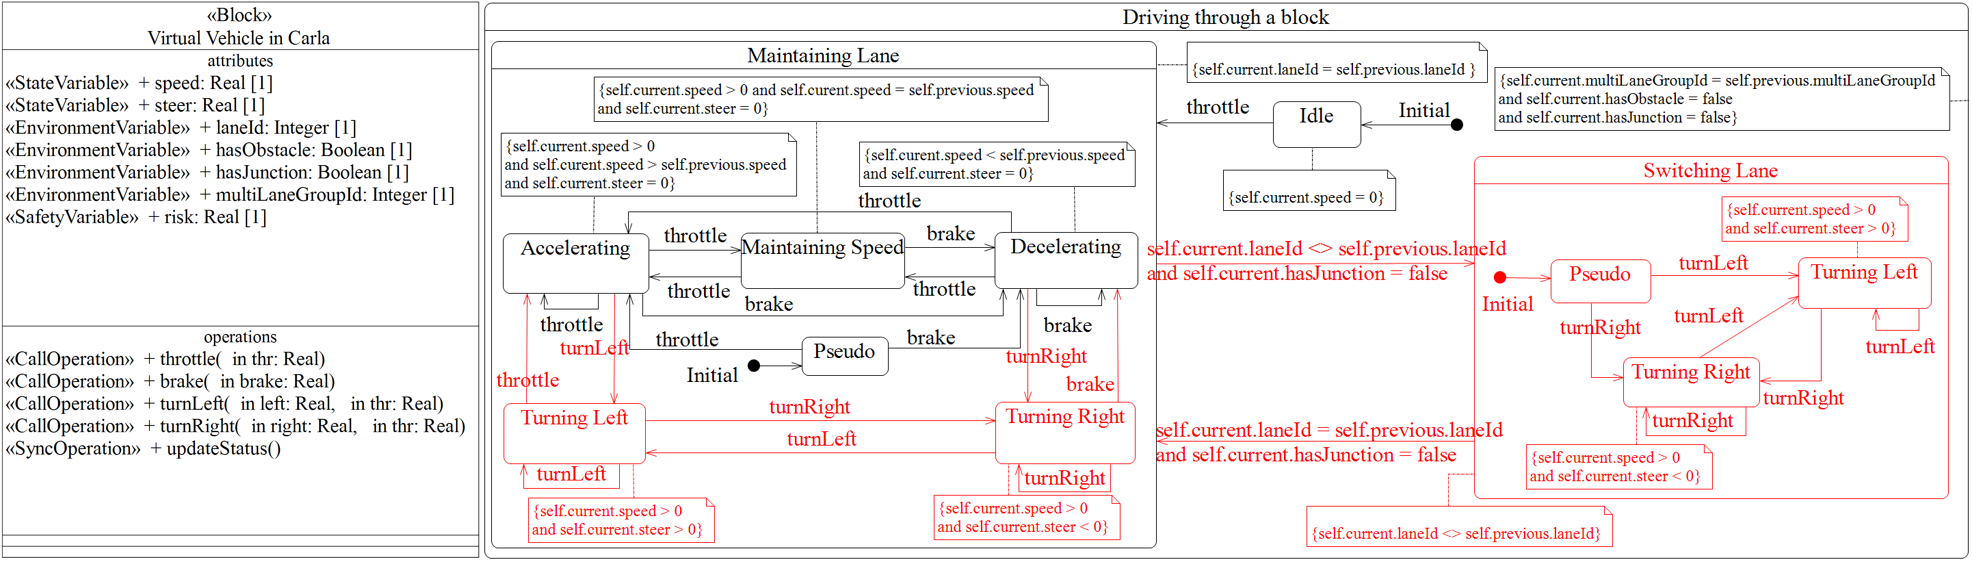 «Block»
Virtual Vehicle in Carla
attributes
«StateVariable» + speed: Real [1]
«StateVariable» + steer: Real [1]
«EnvironmentVariable» + laneId: Integer [1]
«EnvironmentVariable» + hasObstacle: Boolean [1]
«EnvironmentVariable» + hasJunction: Boolean [1]
«EnvironmentVariable» + multiLaneGroupId: Integer [1]
«SafetyVariable» + risk: Real [1]
operations
«CallOperation» + throttle( in thr: Real)
«CallOperation» + brake( in brake: Real)
«CallOperation» + turnLeft( in left: Real, in thr: Real)
«CallOperation» + turnRight( in right: Real, in thr: Real)
«SyncOperation» + updateStatus()
Driving through a block
Maintaining Lane
{self.current.speed > 0 and self.curent.speed = self.previous.speed
and self.current.steer = 0}
{self.current.speed > 0
and self.curent.speed > self.previous.speed
and self.current.steer = 0}
{self.curent.speed < self.previous.speed
and self.current.steer = 0}
throttle
Accelerating
throttle
Maintaining Speed
brake
Decelerating
throttle
throttle
brake
throttle
brake
throttle
brake
Pseudo
Initial
turnLeft
turnRight
throttle
brake
Turning Left
turnRight
turnLeft
Turning Right
turnLeft
turnRight
{self.current.speed > 0
and self.current.steer > 0}
{self.current.speed > 0
and self.current.steer < 0}
{self.current.laneId = self.previous.laneId }
throttle
Idle
Initial
{self.current.speed = 0}
{self.current.multiLaneGroupId = self.previous.multiLaneGroupId
and self.current.hasObstacle = false
and self.current.hasJunction = false}
self.current.laneId <> self.previous.laneId
and self.current.hasJunction = false
self.current.laneId = self.previous.laneId
and self.current.hasJunction = false
Switching Lane
{self.current.speed > 0
and self.current.steer > 0}
Initial
Pseudo
turnLeft
Turning Left
turnRight
turnLeft
turnLeft
Turning Right
turnRight
turnRight
{self.current.speed > 0
and self.current.steer < 0}
{self.current.laneId <> self.previous.laneId}